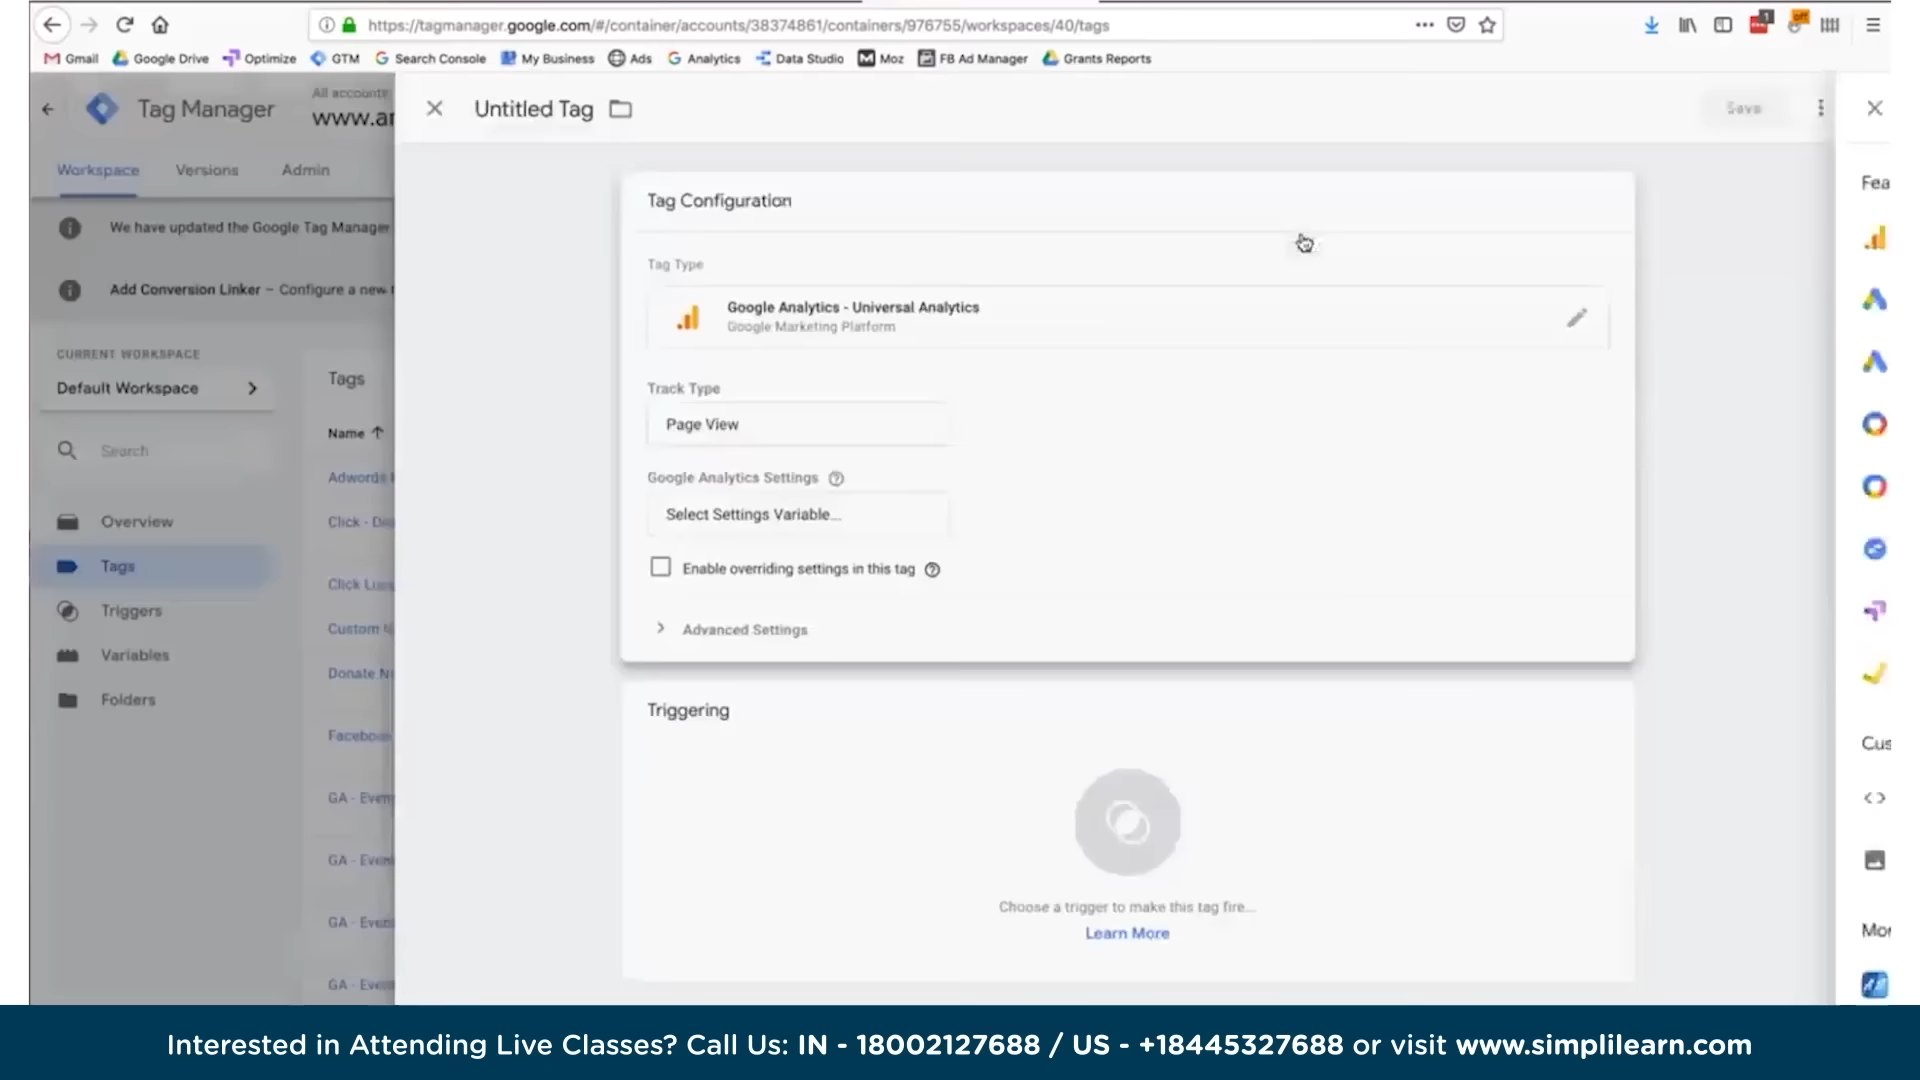 https://tagmanager.google.com/#/container/accounts/38374861/containers/976755/workspaces/40/tags
Gmail Google Drive Optimize GTM Search Console My Business Ads Analytics Data Studio Moz FB Ad Manager Grants Reports
Tag Manager
All accounts
www.ar
Untitled Tag
Save
Workspace Versions Admin
We have updated the Google Tag Manager
Add Conversion Linker – Configure a new
CURRENT WORKSPACE
Default Workspace
Search
Overview
Tags
Triggers
Variables
Folders
Tags
Name
Adwords
Click - De
Click Lin
Custom
Donate N
Faceboo
GA - Even
GA - Even
GA - Even
GA - Even
Tag Configuration
Tag Type
Google Analytics - Universal Analytics
Google Marketing Platform
Track Type
Page View
Google Analytics Settings
Select Settings Variable...
Enable overriding settings in this tag
Advanced Settings
Triggering
Choose a trigger to make this tag fire...
Learn More
Fea
Cus
Mor
off
1
Interested in Attending Live Classes? Call Us: IN - 18002127688 / US - +18445327688 or visit www.simplilearn.com